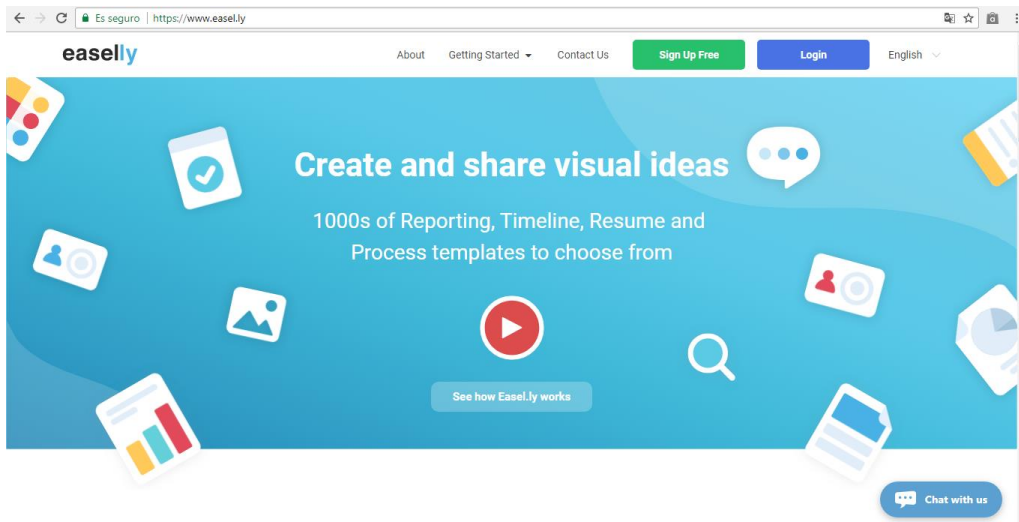 Es seguro | https://www.easel.ly
easelly
About Getting Started Contact Us Sign Up Free Login English
Create and share visual ideas
1000s of Reporting, Timeline, Resume and
Process templates to choose from
See how Easel.ly works
Chat with us